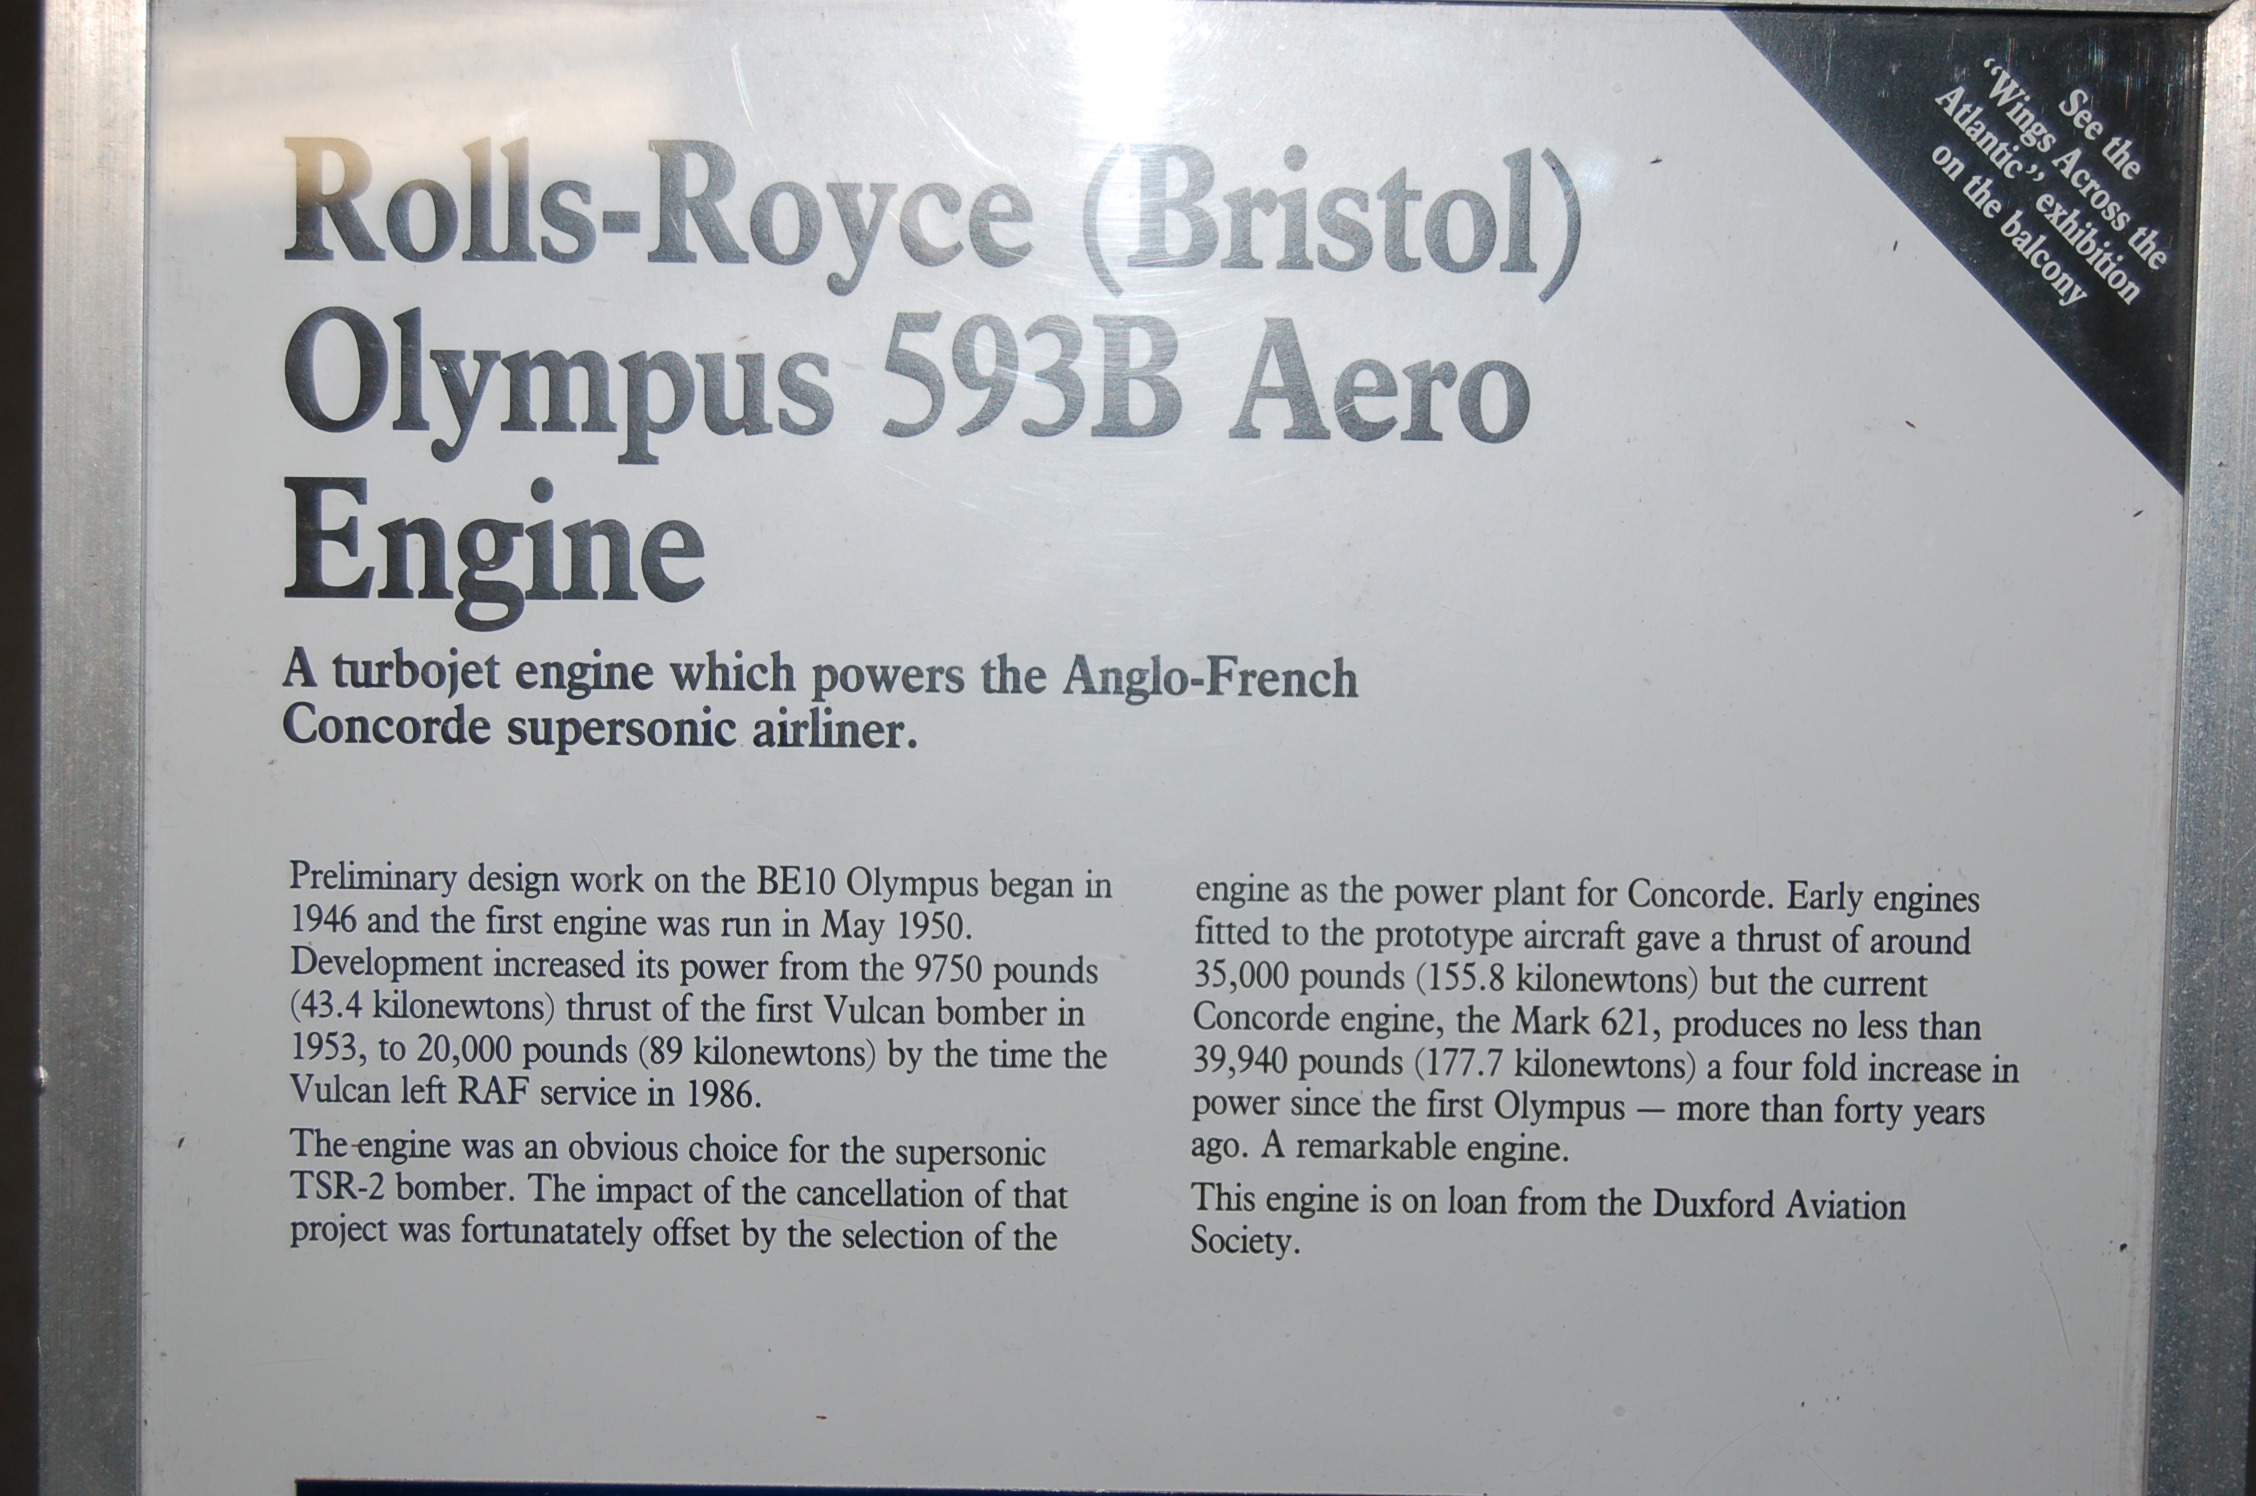 Rolls-Royce (Bristol)
Olympus 593B Aero
Engine
See the
“Wings Across the
Atlantic” exhibition
on the balcony
A turbojet engine which powers the Anglo-French
Concorde supersonic airliner.
Preliminary design work on the BE10 Olympus began in
1946 and the first engine was run in May 1950.
Development increased its power from the 9750 pounds
(43.4 kilonewtons) thrust of the first Vulcan bomber in
1953, to 20,000 pounds (89 kilonewtons) by the time the
Vulcan left RAF service in 1986.
The engine was an obvious choice for the supersonic
TSR-2 bomber. The impact of the cancellation of that
project was fortunatately offset by the selection of the
engine as the power plant for Concorde. Early engines
fitted to the prototype aircraft gave a thrust of around
35,000 pounds (155.8 kilonewtons) but the current
Concorde engine, the Mark 621, produces no less than
39,940 pounds (177.7 kilonewtons) a four fold increase in
power since the first Olympus — more than forty years
ago. A remarkable engine.
This engine is on loan from the Duxford Aviation
Society.